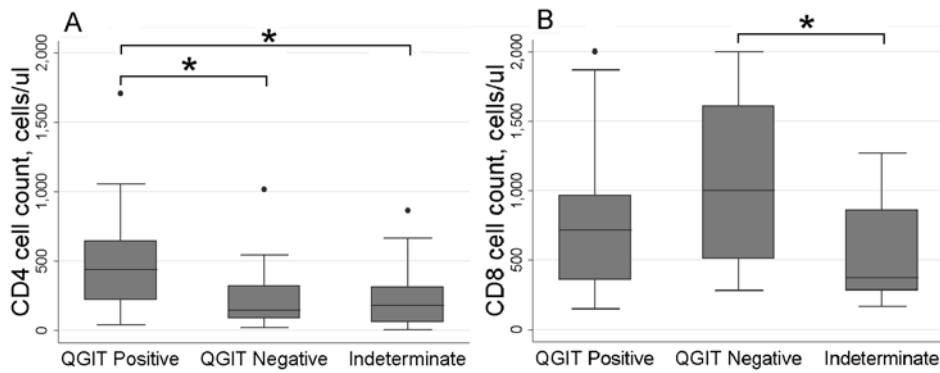 A
CD4 cell count, cells/ul
2,000
1,500
1,000
500
0
*
*
QGIT Positive QGIT Negative Indeterminate
B
CD8 cell count, cells/ul
2,000
1,500
1,000
500
0
*
QGIT Positive QGIT Negative Indeterminate